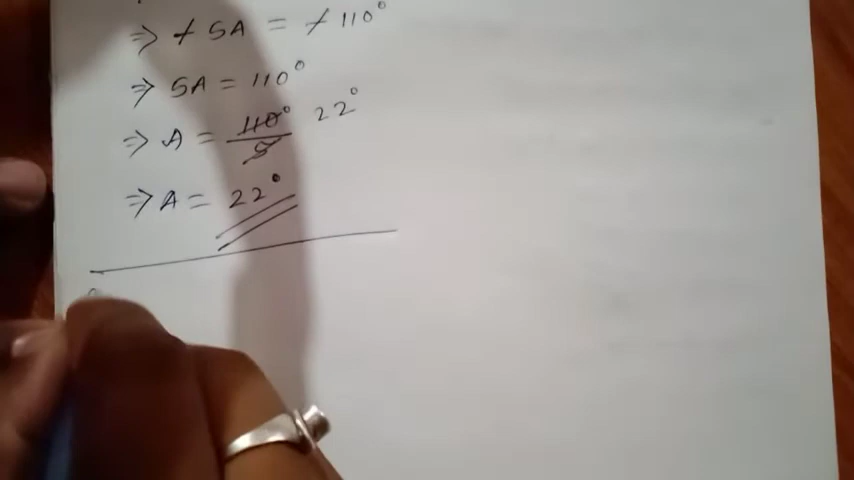 ⇒ ̶-5A = ̶-110°
⇒ 5A = 110°
⇒ A = 110°/5 22°
⇒ A = 22°